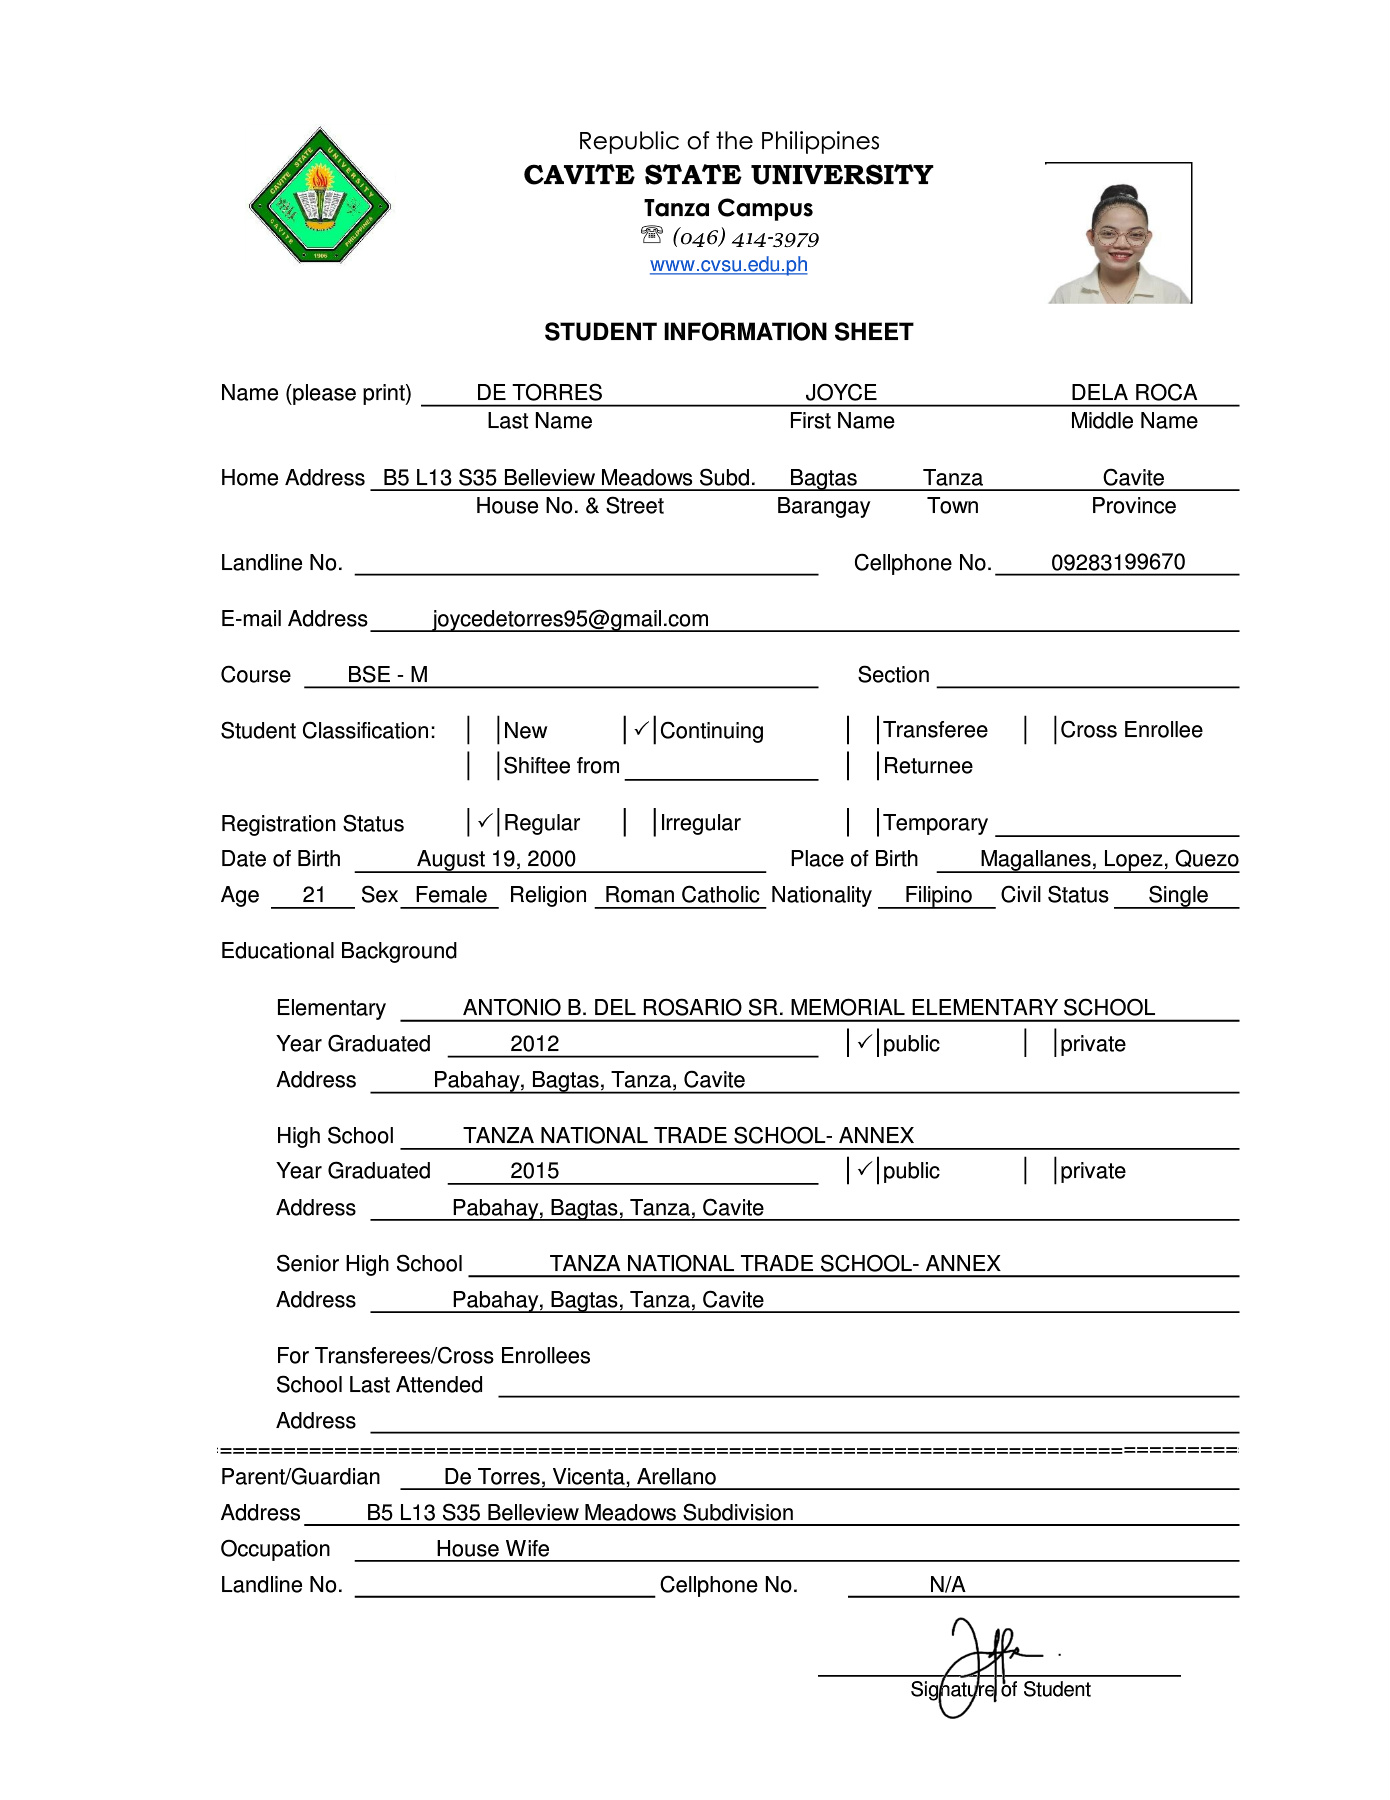 Republic of the Philippines
CAVITE STATE UNIVERSITY
Tanza Campus
☏ (046) 414-3979
www.cvsu.edu.ph
CAVITE STATE UNIVERSITY
CAVITE PHILIPPINES
1906
STUDENT INFORMATION SHEET
Name (please print) DE TORRES JOYCE DELA ROCA
Last Name First Name Middle Name
Home Address B5 L13 S35 Belleview Meadows Subd. Bagtas Tanza Cavite
House No. & Street Barangay Town Province
Landline No. Cellphone No. 09283199670
E-mail Address joycedetorres95@gmail.com
Course BSE - M Section
Student Classification: | | New |✓| Continuing | | Transferee | | Cross Enrollee
| | Shiftee from | | Returnee
Registration Status |✓| Regular | | Irregular | | Temporary
Date of Birth August 19, 2000 Place of Birth Magallanes, Lopez, Quezo
Age 21 Sex Female Religion Roman Catholic Nationality Filipino Civil Status Single
Educational Background
Elementary ANTONIO B. DEL ROSARIO SR. MEMORIAL ELEMENTARY SCHOOL
Year Graduated 2012 |✓| public | | private
Address Pabahay, Bagtas, Tanza, Cavite
High School TANZA NATIONAL TRADE SCHOOL- ANNEX
Year Graduated 2015 |✓| public | | private
Address Pabahay, Bagtas, Tanza, Cavite
Senior High School TANZA NATIONAL TRADE SCHOOL- ANNEX
Address Pabahay, Bagtas, Tanza, Cavite
For Transferees/Cross Enrollees
School Last Attended
Address
Parent/Guardian De Torres, Vicenta, Arellano
Address B5 L13 S35 Belleview Meadows Subdivision
Occupation House Wife
Landline No. Cellphone No. N/A
Signature of Student